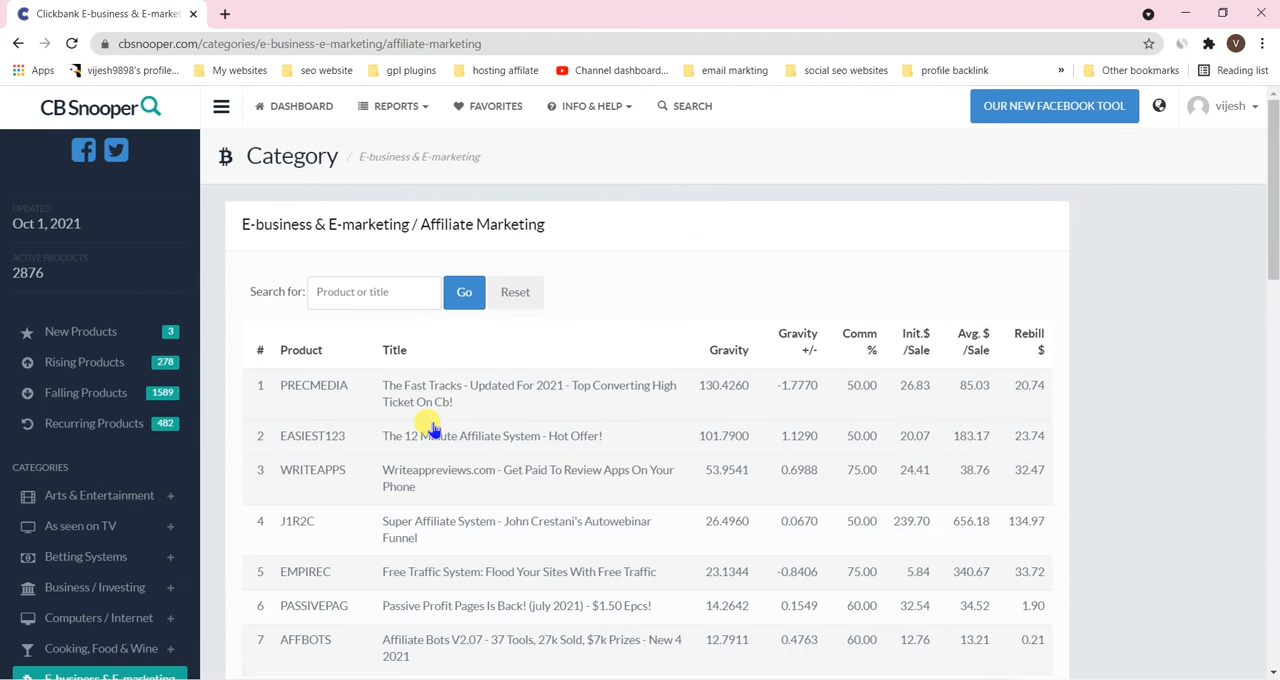 Clickbank E-business & E-market
cbsnooper.com/categories/e-business-e-marketing/affiliate-marketing
V
Apps vijesh9898's profile... My websites seo website gpl plugins hosting affilate Channel dashboard... email markting social seo websites profile backlink » Other bookmarks Reading list
CB Snooper DASHBOARD REPORTS FAVORITES INFO & HELP SEARCH OUR NEW FACEBOOK TOOL vijesh
Category / E-business & E-marketing
UPDATED
Oct 1, 2021
ACTIVE PRODUCTS
2876
New Products 3
Rising Products 278
Falling Products 1589
Recurring Products 482
CATEGORIES
Arts & Entertainment +
As seen on TV +
Betting Systems +
Business / Investing +
Computers / Internet +
Cooking, Food & Wine +
E-business & E-marketing
E-business & E-marketing / Affiliate Marketing
Search for: Product or title Go Reset
# Product Title Gravity Gravity +/- Comm % Init.$ /Sale Avg. $ /Sale Rebill $
1 PRECMEDIA The Fast Tracks - Updated For 2021 - Top Converting High 130.4260 -1.7770 50.00 26.83 85.03 20.74
Ticket On Cb!
2 EASIEST123 The 12 Minute Affiliate System - Hot Offer! 101.7900 1.1290 50.00 20.07 183.17 23.74
3 WRITEAPPS Writeappreviews.com - Get Paid To Review Apps On Your 53.9541 0.6988 75.00 24.41 38.76 32.47
Phone
4 J1R2C Super Affiliate System - John Crestani's Autowebinar 26.4960 0.0670 50.00 239.70 656.18 134.97
Funnel
5 EMPIREC Free Traffic System: Flood Your Sites With Free Traffic 23.1344 -0.8406 75.00 5.84 340.67 33.72
6 PASSIVEPAG Passive Profit Pages Is Back! (july 2021) - $1.50 Epcs! 14.2642 0.1549 60.00 32.54 34.52 1.90
7 AFFBOTS Affiliate Bots V2.07 - 37 Tools, 27k Sold, $7k Prizes - New 4 12.7911 0.4763 60.00 12.76 13.21 0.21
2021